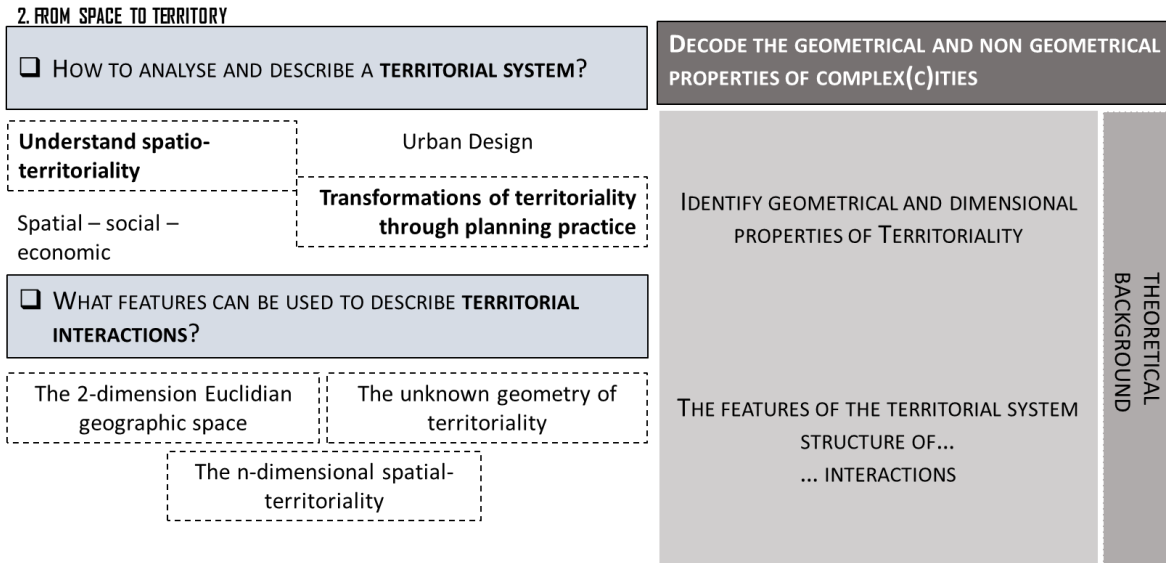 2. FROM SPACE TO TERRITORY
❑ HOW TO ANALYSE AND DESCRIBE A TERRITORIAL SYSTEM?
Understand spatio-
territoriality
Urban Design
Transformations of territoriality
through planning practice
Spatial – social –
economic
❑ WHAT FEATURES CAN BE USED TO DESCRIBE TERRITORIAL
INTERACTIONS?
The 2-dimension Euclidian
geographic space
The unknown geometry of
territoriality
The n-dimensional spatial-
territoriality
DECODE THE GEOMETRICAL AND NON GEOMETRICAL
PROPERTIES OF COMPLEX(C)ITIES
IDENTIFY GEOMETRICAL AND DIMENSIONAL
PROPERTIES OF TERRITORIALITY
THE FEATURES OF THE TERRITORIAL SYSTEM
STRUCTURE OF...
... INTERACTIONS
THEORETICAL
BACKGROUND